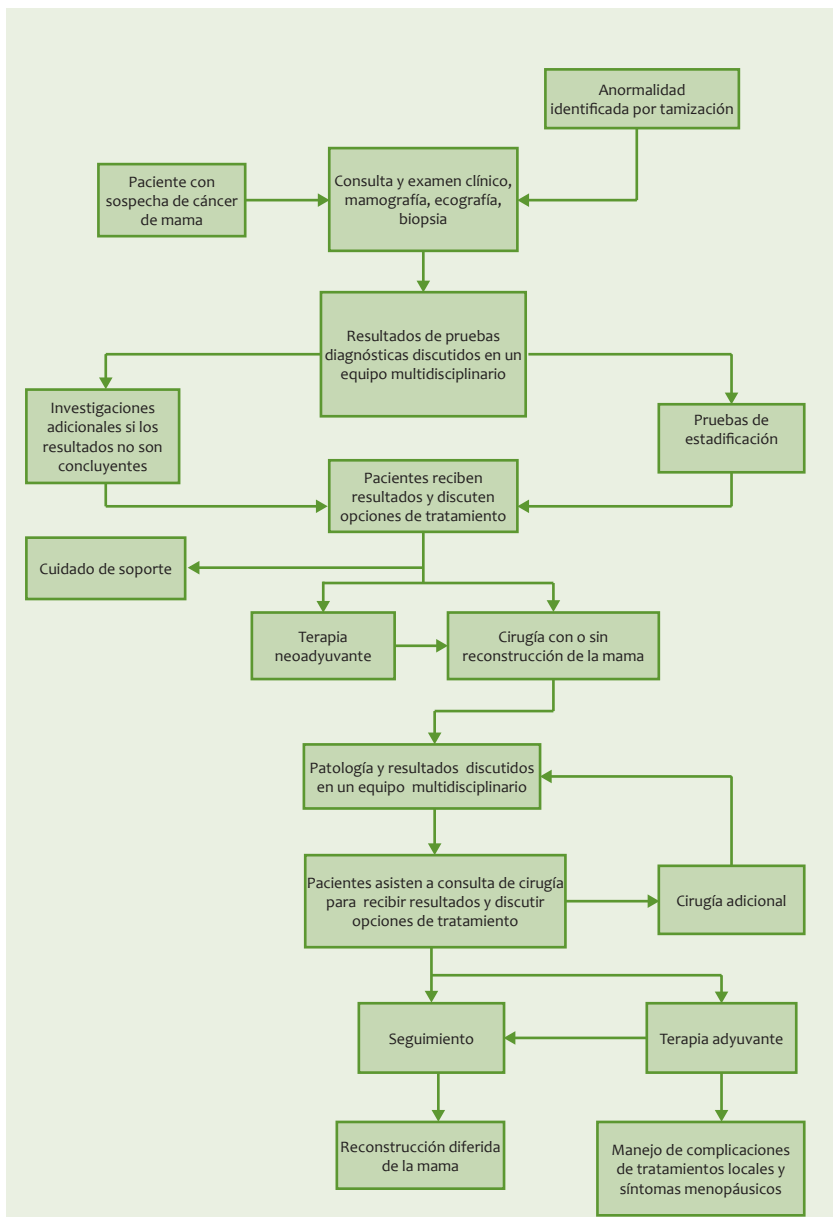 Anormalidad
identificada por tamización
Paciente con
sospecha de cáncer
de mama
Consulta y examen clínico,
mamografía, ecografía,
biopsia
Resultados de pruebas
diagnósticas discutidos en un
equipo multidisciplinario
Investigaciones
adicionales si los
resultados no son
concluyentes
Pruebas de
estadificación
Pacientes reciben
resultados y discuten
opciones de tratamiento
Cuidado de soporte
Terapia
neoadyuvante
Cirugía con o sin
reconstrucción de la mama
Patología y resultados discutidos
en un equipo multidisciplinario
Pacientes asisten a consulta de cirugía
para recibir resultados y discutir
opciones de tratamiento
Cirugía adicional
Seguimiento
Terapia adyuvante
Reconstrucción diferida
de la mama
Manejo de complicaciones
de tratamientos locales y
síntomas menopáusicos